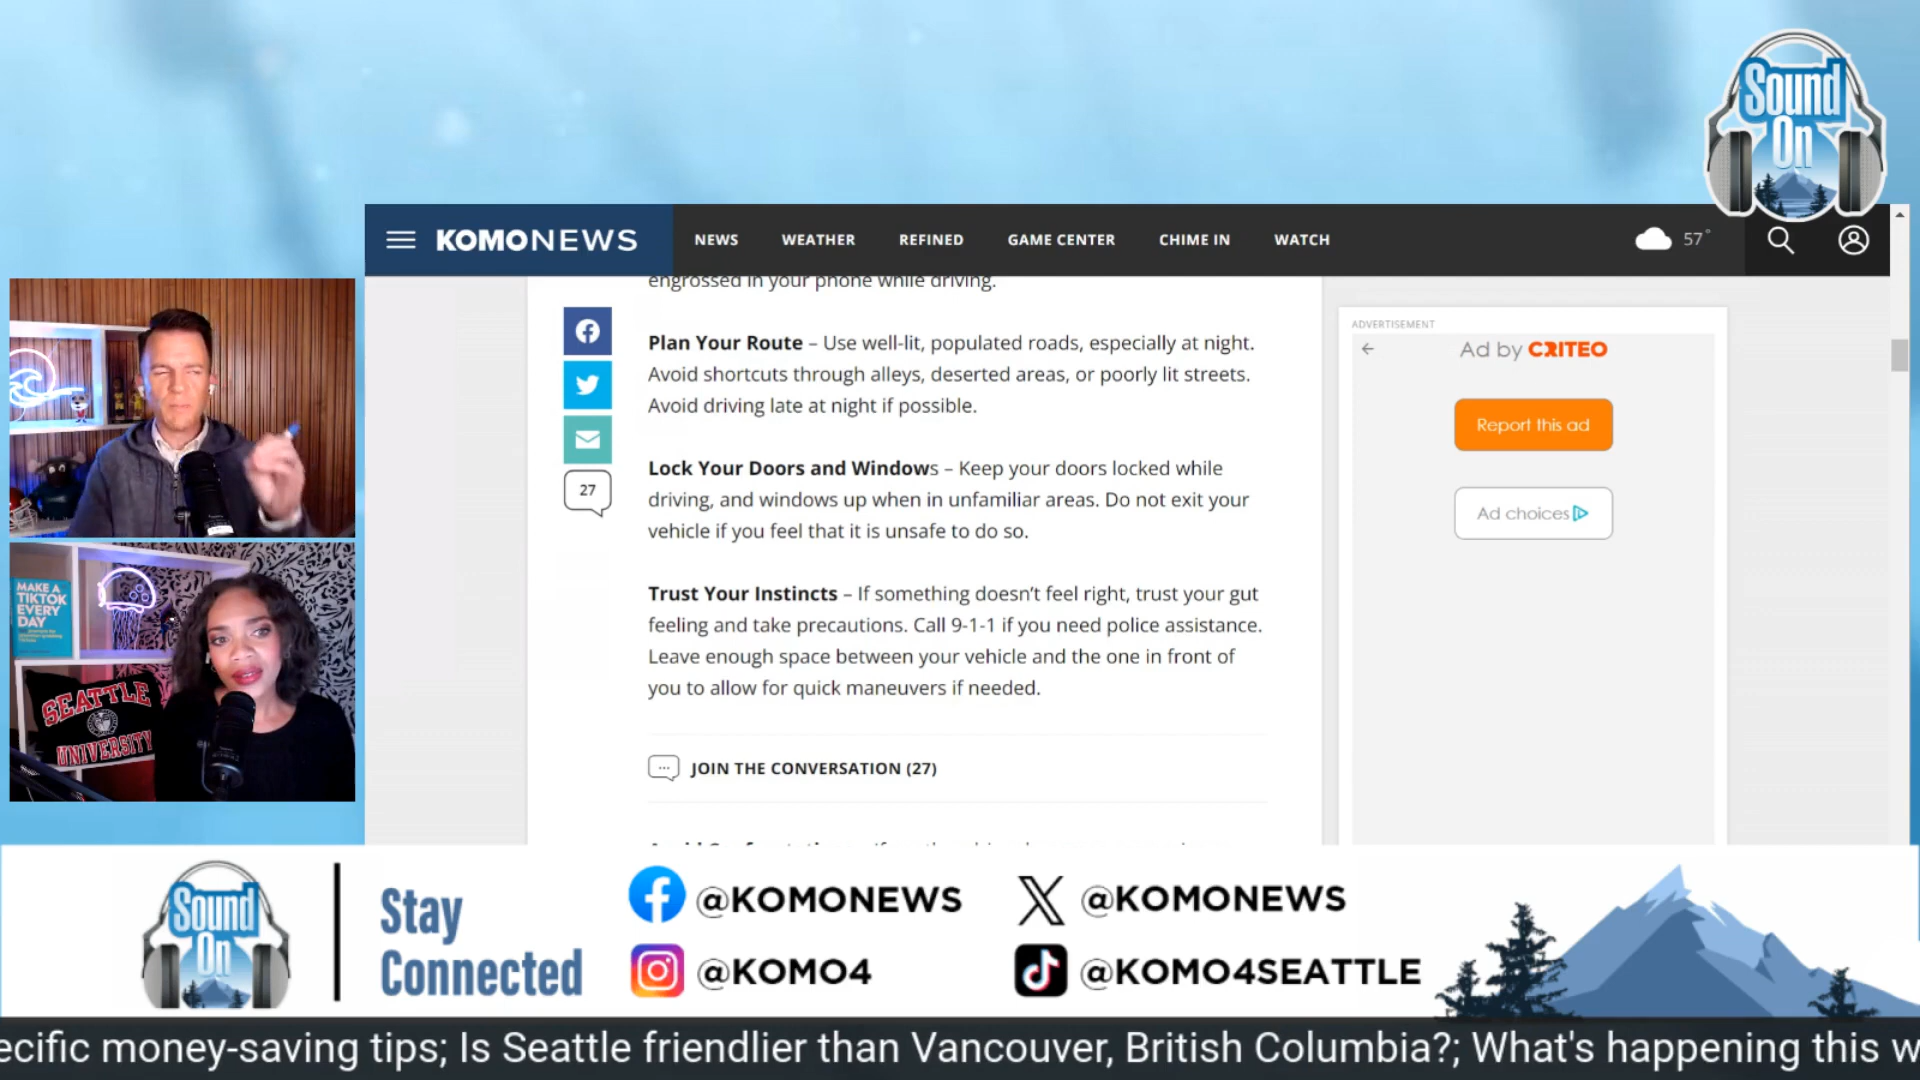 Sound
On
KOMONEWS
NEWS
WEATHER
REFINED
GAME CENTER
CHIME IN
WATCH
57°
engrossed in your phone while driving.
Plan Your Route – Use well-lit, populated roads, especially at night.
Avoid shortcuts through alleys, deserted areas, or poorly lit streets.
Avoid driving late at night if possible.
Lock Your Doors and Windows – Keep your doors locked while
driving, and windows up when in unfamiliar areas. Do not exit your
vehicle if you feel that it is unsafe to do so.
27
Trust Your Instincts – If something doesn't feel right, trust your gut
feeling and take precautions. Call 9-1-1 if you need police assistance.
Leave enough space between your vehicle and the one in front of
you to allow for quick maneuvers if needed.
JOIN THE CONVERSATION (27)
ADVERTISEMENT
Ad by CRITEO
Report this ad
Ad choices
MAKE A
TIKTOK
EVERY
DAY
SEATTLE
UNIVERSITY
Sound
On
Stay
Connected
@KOMONEWS
@KOMONEWS
@KOMO4
@KOMO4SEATTLE
ecific money-saving tips; Is Seattle friendlier than Vancouver, British Columbia?; What's happening this w